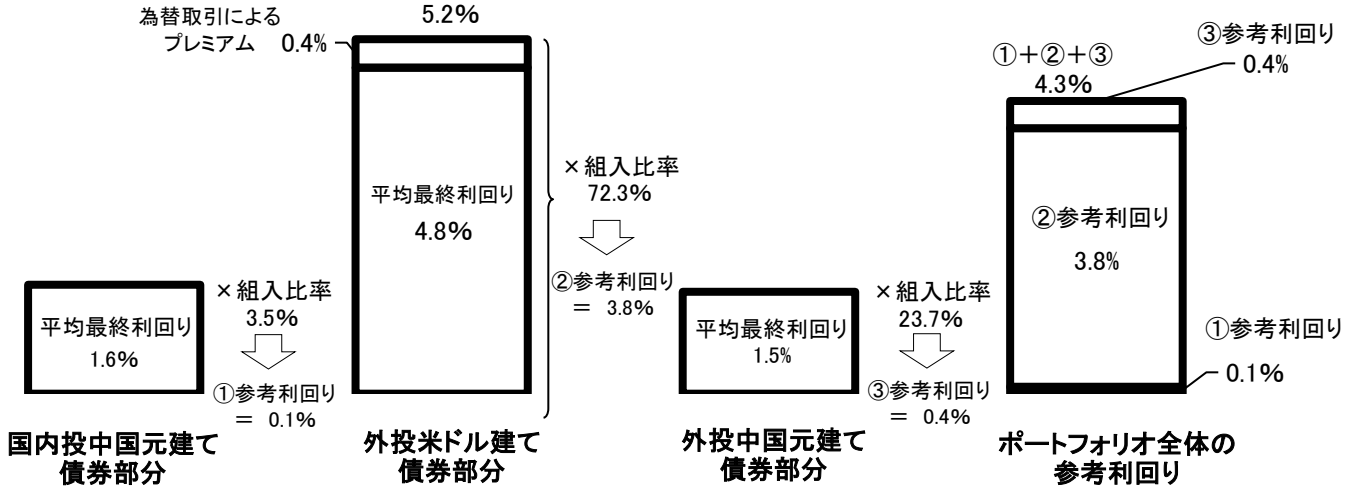 為替取引による
プレミアム 0.4%
5.2%
平均最終利回り
4.8%
×組入比率
72.3%
②参考利回り
= 3.8%
平均最終利回り
1.6%
×組入比率
3.5%
①参考利回り
= 0.1%
平均最終利回り
1.5%
×組入比率
23.7%
③参考利回り
= 0.4%
①+②+③
4.3%
③参考利回り
0.4%
②参考利回り
3.8%
①参考利回り
0.1%
国内投中国元建て
債券部分
外投米ドル建て
債券部分
外投中国元建て
債券部分
ポートフォリオ全体の
参考利回り